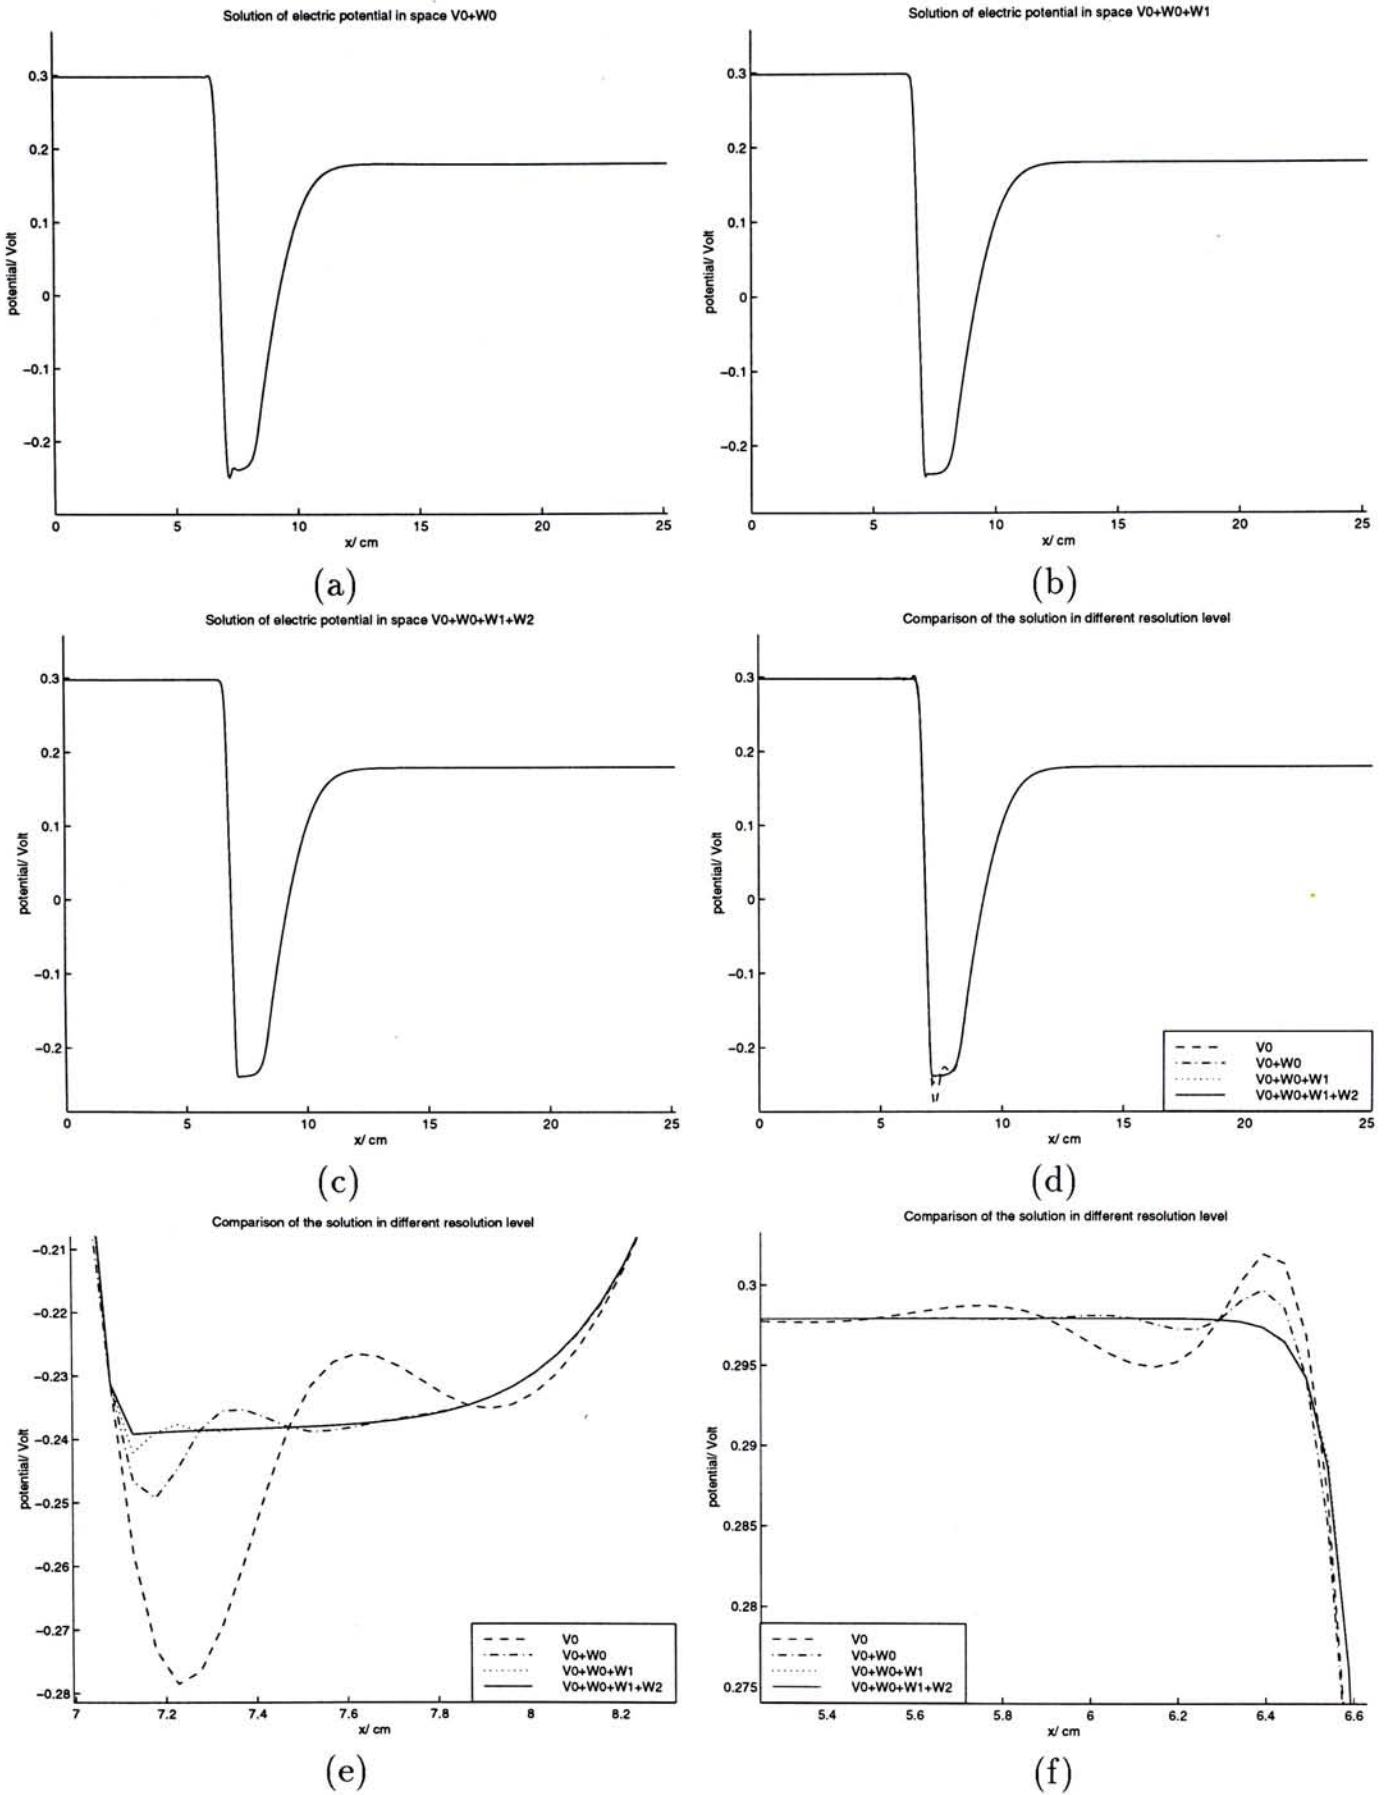 Solution of electric potential in space V0+W0
0.3
0.2
0.1
0
−0.1
−0.2
potential/ Volt
0 5 10 15 20 25
x/ cm
(a)
Solution of electric potential in space V0+W0+W1
0.3
0.2
0.1
0
−0.1
−0.2
potential/ Volt
0 5 10 15 20 25
x/ cm
(b)
Solution of electric potential in space V0+W0+W1+W2
0.3
0.2
0.1
0
−0.1
−0.2
potential/ Volt
0 5 10 15 20 25
x/ cm
(c)
Comparison of the solution in different resolution level
0.3
0.2
0.1
0
−0.1
−0.2
potential/ Volt
V0
V0+W0
V0+W0+W1
V0+W0+W1+W2
0 5 10 15 20 25
x/ cm
(d)
Comparison of the solution in different resolution level
−0.21
−0.22
−0.23
−0.24
−0.25
−0.26
−0.27
−0.28
potential/ Volt
V0
V0+W0
V0+W0+W1
V0+W0+W1+W2
7 7.2 7.4 7.6 7.8 8 8.2
x/ cm
(e)
Comparison of the solution in different resolution level
0.3
0.295
0.29
0.285
0.28
0.275
potential/ Volt
V0
V0+W0
V0+W0+W1
V0+W0+W1+W2
5.4 5.6 5.8 6 6.2 6.4 6.6
x/ cm
(f)